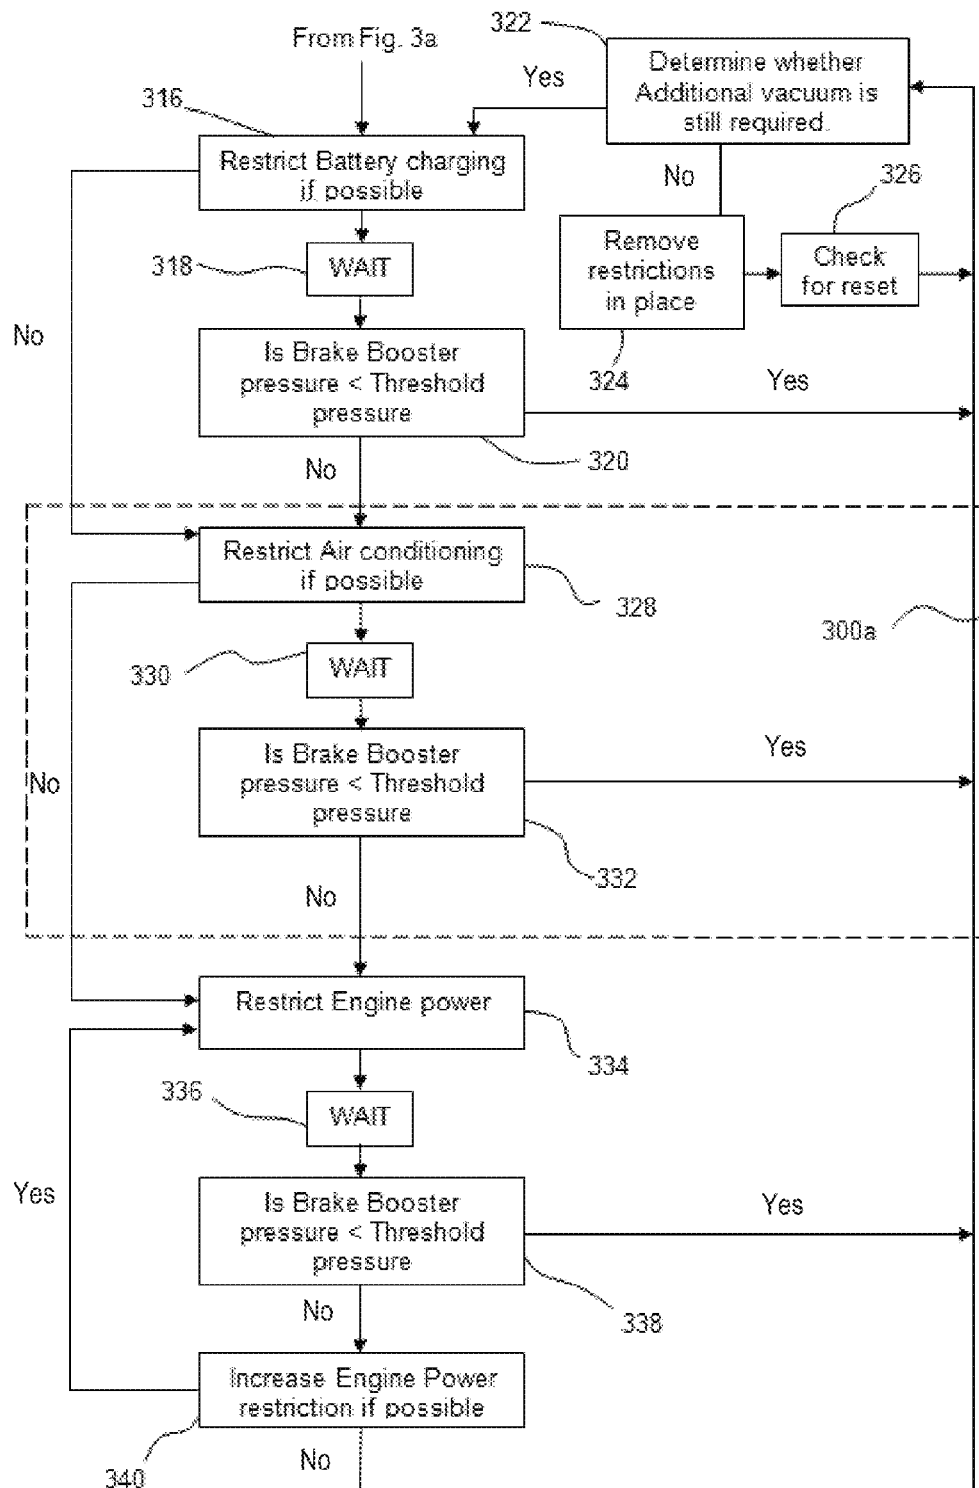 From Fig. 3a
322
Determine whether
Additional vacuum is
still required.
Yes
316
Restrict Battery charging
if possible
No
326
318
WAIT
Remove
restrictions
in place
Check
for reset
No
324
Is Brake Booster
pressure < Threshold
pressure
Yes
320
No
Restrict Air conditioning
if possible
328
300a
330
WAIT
Is Brake Booster
pressure < Threshold
pressure
Yes
No
332
No
Restrict Engine power
334
336
WAIT
Yes
Is Brake Booster
pressure < Threshold
pressure
Yes
No
338
Increase Engine Power
restriction if possible
No
340